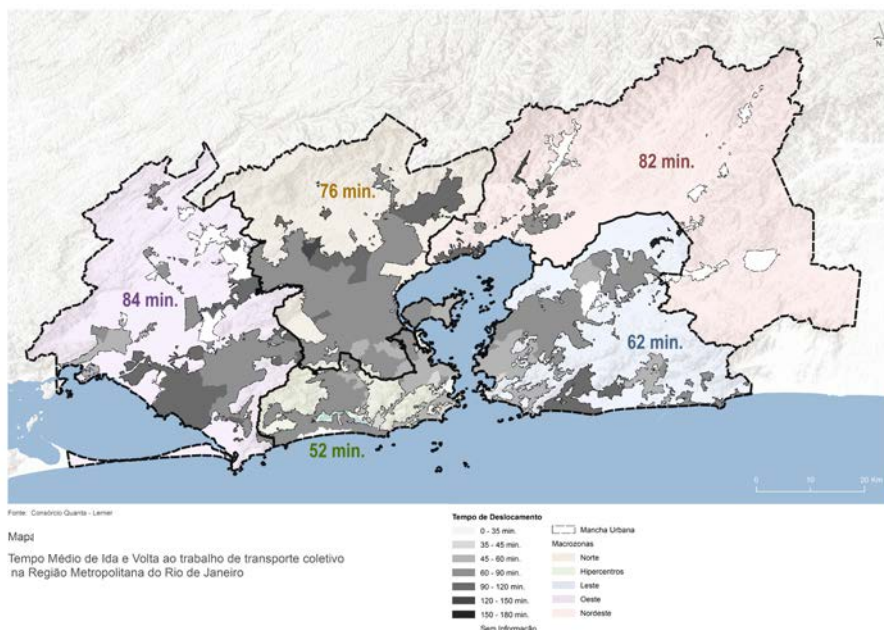 N
82 min.
76 min.
84 min.
62 min.
52 min.
0 10 20 Km
Fonte: Consórcio Quanta - Lerner
Mapa
Tempo Médio de Ida e Volta ao trabalho de transporte coletivo
na Região Metropolitana do Rio de Janeiro
Tempo de Deslocamento
0 - 35 min.
35 - 45 min.
45 - 60 min.
60 - 90 min.
90 - 120 min.
120 - 150 min.
150 - 180 min.
Sem Informação
Mancha Urbana
Macrozonas
Norte
Hipercentros
Leste
Oeste
Nordeste